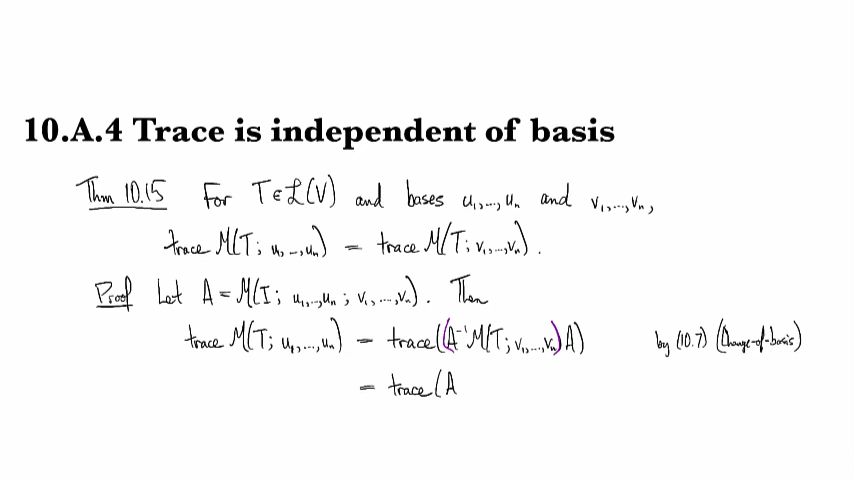 10.A.4 Trace is independent of basis
Thm 10.15 For T∈ℒ(V) and bases u₁,...,uₙ and v₁,...,vₙ,
trace M(T; u₁,...,uₙ) = trace M(T; v₁,...,vₙ).
Proof Let A = M(I; u₁,...,uₙ; v₁,...,vₙ). Then
trace M(T; u₁,...,uₙ) = trace((A⁻¹M(T; v₁,...,vₙ)A) by (10.7) (Change-of-basis)
= trace(A